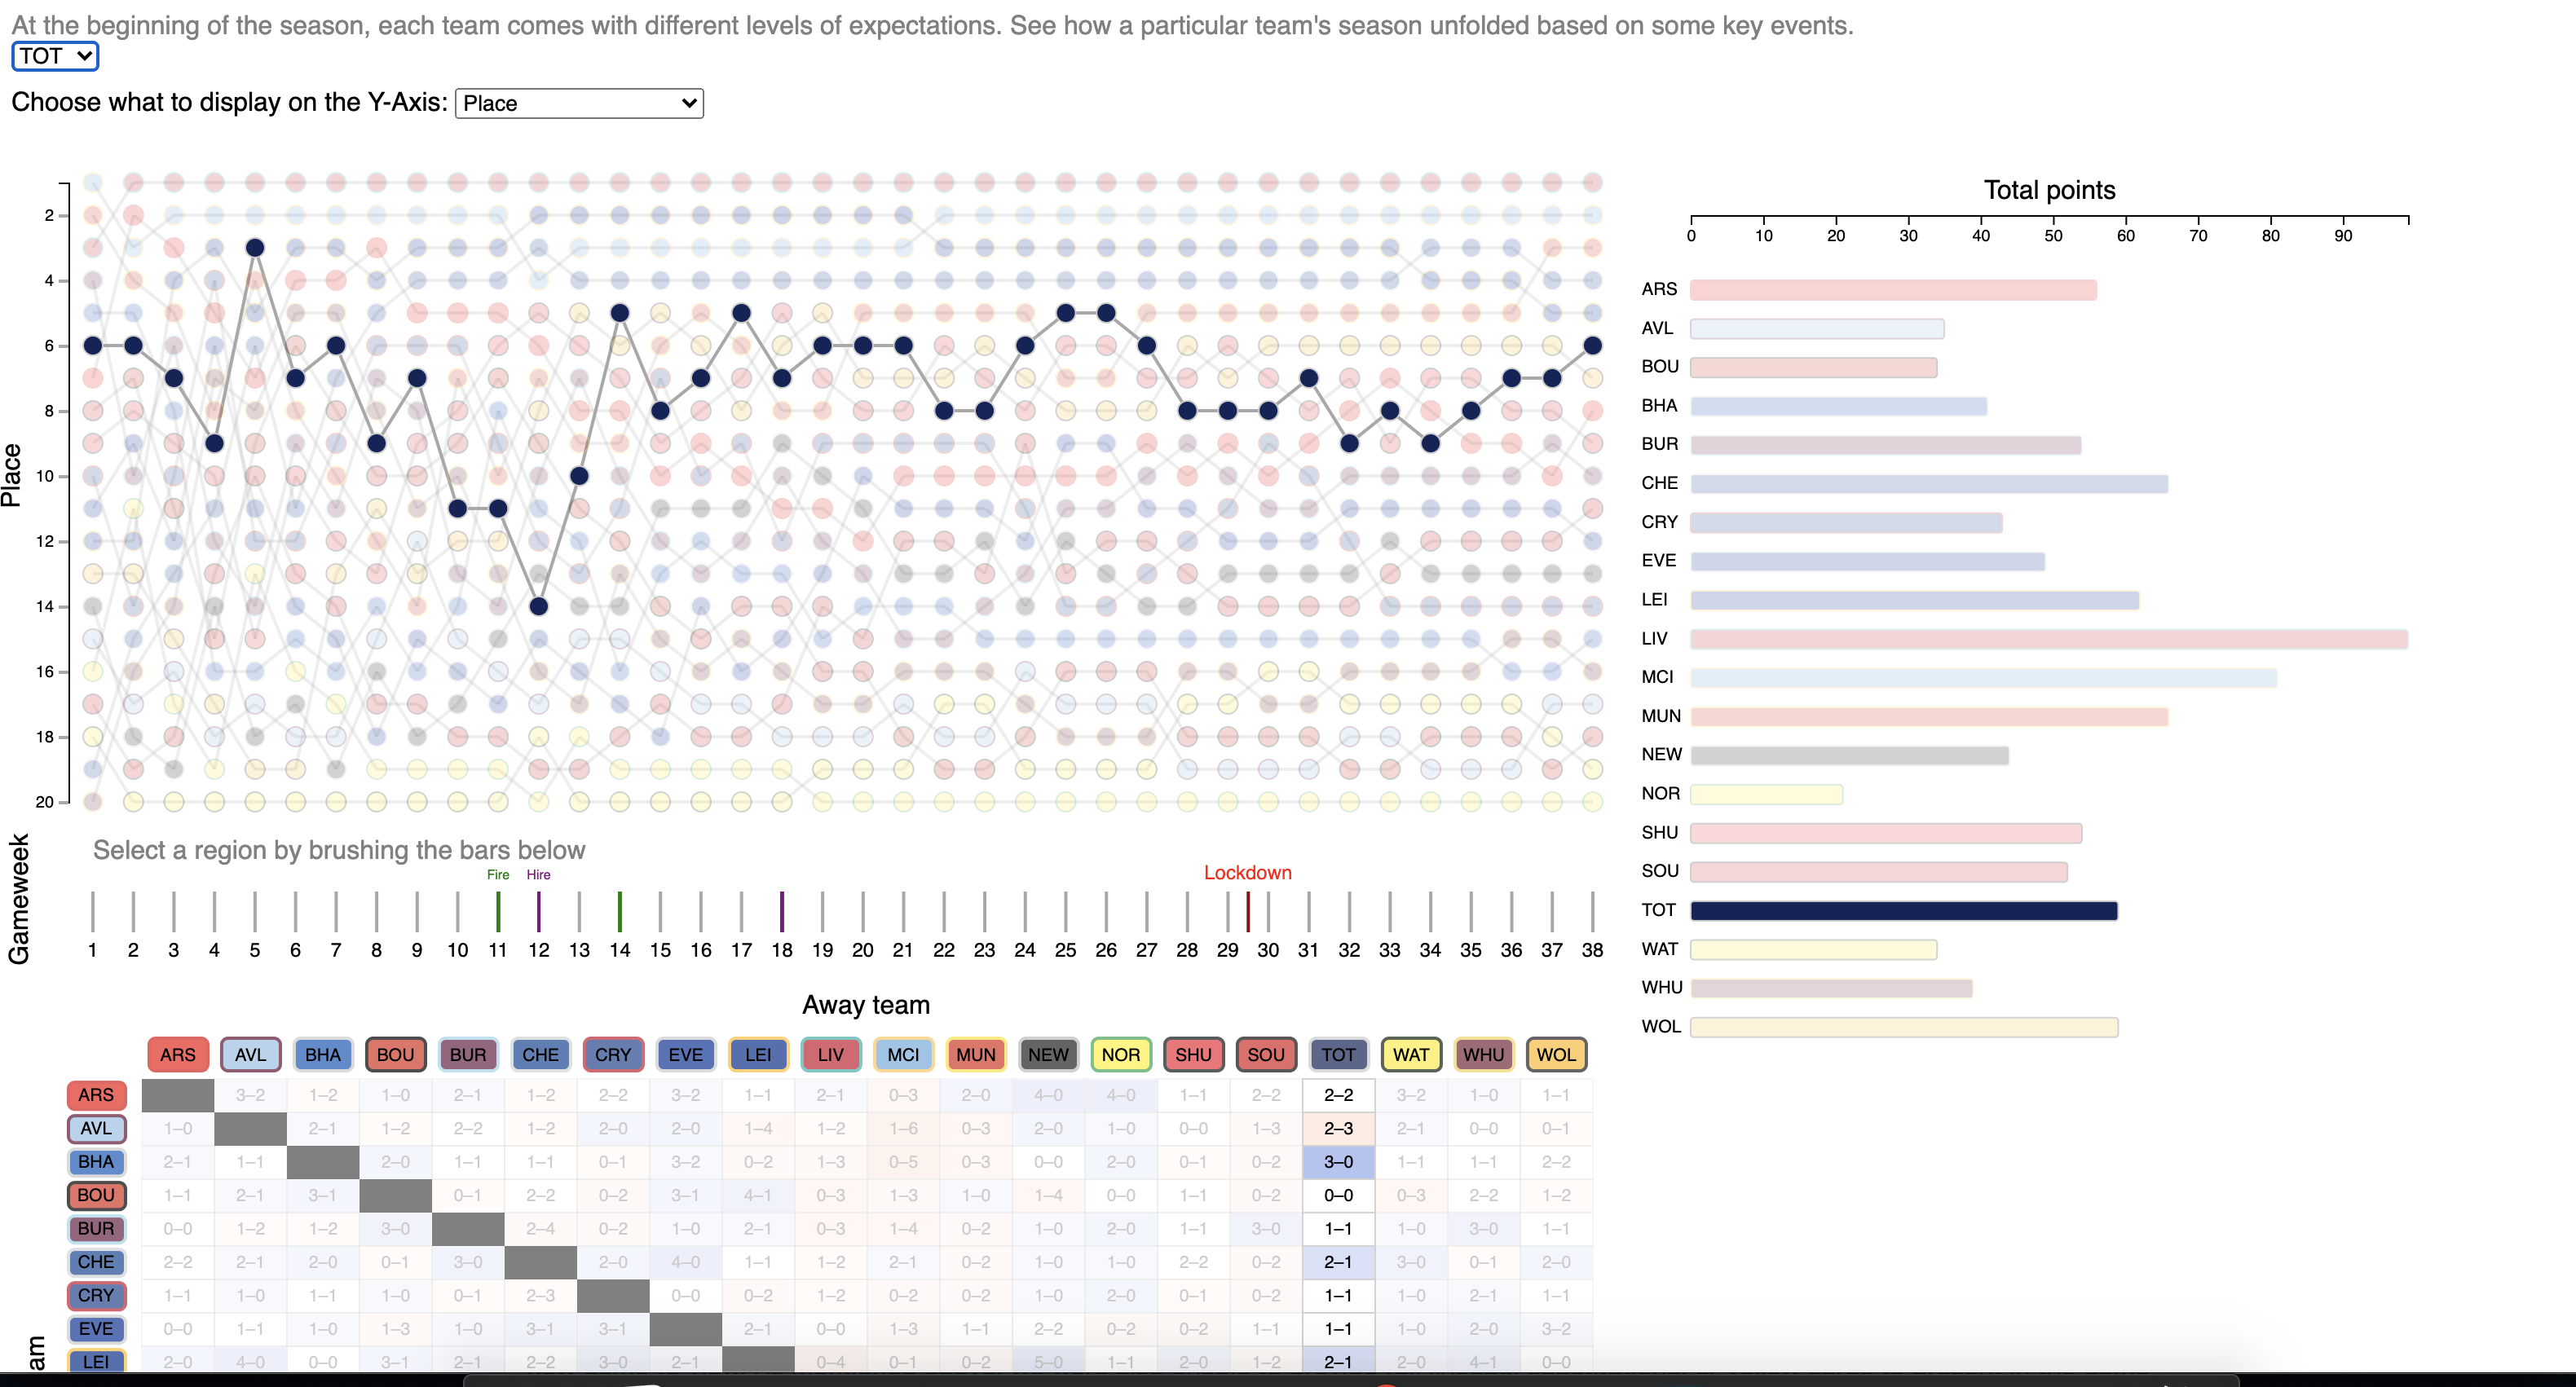 At the beginning of the season, each team comes with different levels of expectations. See how a particular team's season unfolded based on some key events.
TOT
Choose what to display on the Y-Axis: Place
Place
2
4
6
8
10
12
14
16
18
20
Total points
0 10 20 30 40 50 60 70 80 90
ARS
AVL
BOU
BHA
BUR
CHE
CRY
EVE
LEI
LIV
MCI
MUN
NEW
NOR
SHU
SOU
TOT
WAT
WHU
WOL
Gameweek
Select a region by brushing the bars below
Fire Hire Lockdown
1 2 3 4 5 6 7 8 9 10 11 12 13 14 15 16 17 18 19 20 21 22 23 24 25 26 27 28 29 30 31 32 33 34 35 36 37 38
Away team
ARS AVL BHA BOU BUR CHE CRY EVE LEI LIV MCI MUN NEW NOR SHU SOU TOT WAT WHU WOL
ARS 3–2 1–2 1–0 2–1 1–2 2–2 3–2 1–1 2–1 0–3 2–0 4–0 4–0 1–1 2–2 2–2 3–2 1–0 1–1
AVL 1–0 2–1 1–2 2–2 1–2 2–0 2–0 1–4 1–2 1–6 0–3 2–0 1–0 0–0 1–3 2–3 2–1 0–0 0–1
BHA 2–1 1–1 2–0 1–1 1–1 0–1 3–2 0–2 1–3 0–5 0–3 0–0 2–0 0–1 0–2 3–0 1–1 1–1 2–2
BOU 1–1 2–1 3–1 0–1 2–2 0–2 3–1 4–1 0–3 1–3 1–0 1–4 0–0 1–1 0–2 0–0 0–3 2–2 1–2
BUR 0–0 1–2 1–2 3–0 2–4 0–2 1–0 2–1 0–3 1–4 0–2 1–0 2–0 1–1 3–0 1–1 1–0 3–0 1–1
CHE 2–2 2–1 2–0 0–1 3–0 2–0 4–0 1–1 1–2 2–1 0–2 1–0 1–0 2–2 0–2 2–1 3–0 0–1 2–0
CRY 1–1 1–0 1–1 1–0 0–1 2–3 0–0 0–2 1–2 0–2 0–2 1–0 2–0 0–1 0–2 1–1 1–0 2–1 1–1
EVE 0–0 1–1 1–0 1–3 1–0 3–1 3–1 2–1 0–0 1–3 1–1 2–2 0–2 0–2 1–1 1–1 1–0 2–0 3–2
LEI 2–0 4–0 0–0 3–1 2–1 2–2 3–0 2–1 0–4 0–1 0–2 5–0 1–1 2–0 1–2 2–1 2–0 4–1 0–0
am